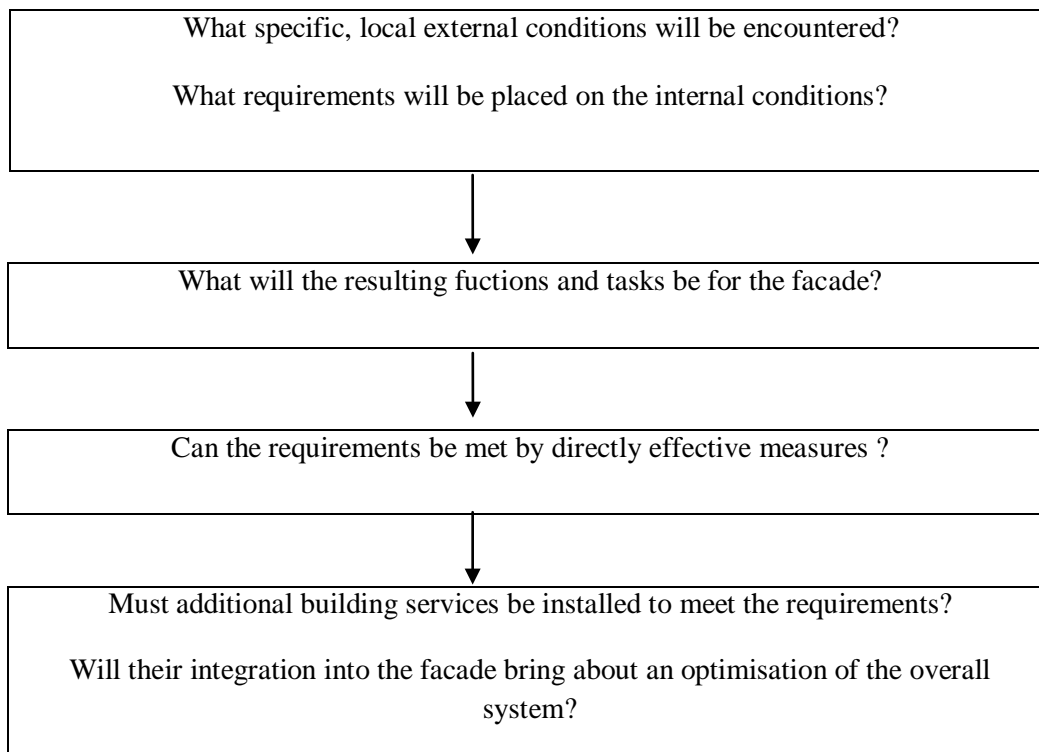 What specific, local external conditions will be encountered?
What requirements will be placed on the internal conditions?
What will the resulting fuctions and tasks be for the facade?
Can the requirements be met by directly effective measures ?
Must additional building services be installed to meet the requirements?
Will their integration into the facade bring about an optimisation of the overall
system?